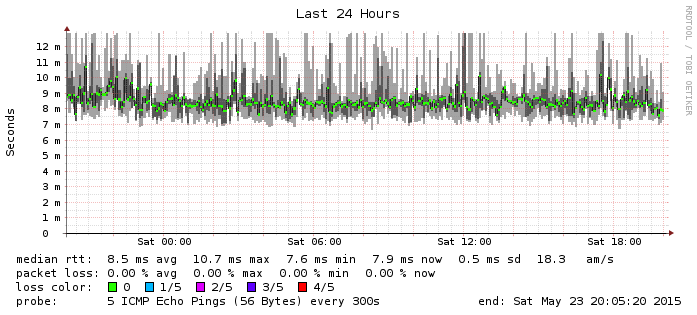 Last 24 Hours
RRDTOOL / TOBI OETIKER
Seconds
12 m
11 m
10 m
9 m
8 m
7 m
6 m
5 m
4 m
3 m
2 m
1 m
0
Sat 00:00 Sat 06:00 Sat 12:00 Sat 18:00
median rtt: 8.5 ms avg 10.7 ms max 7.6 ms min 7.9 ms now 0.5 ms sd 18.3 am/s
packet loss: 0.00 % avg 0.00 % max 0.00 % min 0.00 % now
loss color: 0 1/5 2/5 3/5 4/5
probe: 5 ICMP Echo Pings (56 Bytes) every 300s end: Sat May 23 20:05:20 2015